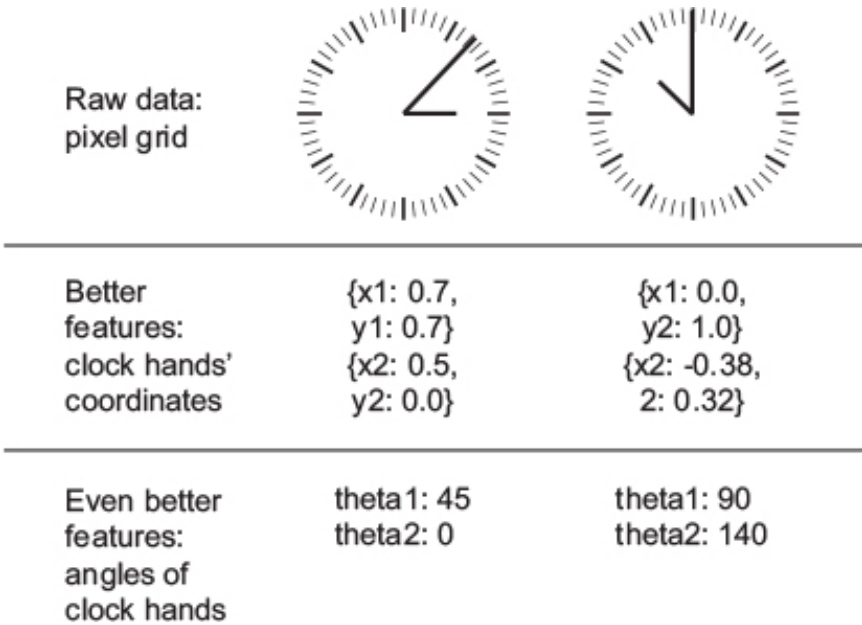 Raw data:
pixel grid
Better
features:
clock hands'
coordinates
{x1: 0.7,
y1: 0.7}
{x2: 0.5,
y2: 0.0}
{x1: 0.0,
y2: 1.0}
{x2: -0.38,
2: 0.32}
Even better
features:
angles of
clock hands
theta1: 45
theta2: 0
theta1: 90
theta2: 140